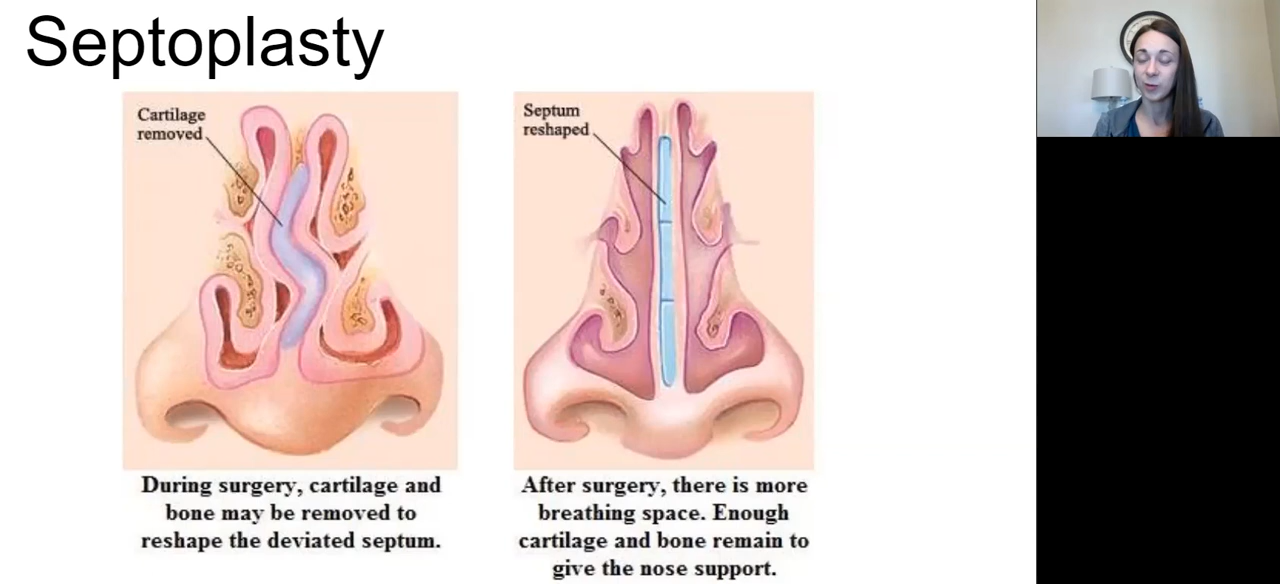 Septoplasty
Cartilage
removed
Septum
reshaped
During surgery, cartilage and
bone may be removed to
reshape the deviated septum.
After surgery, there is more
breathing space. Enough
cartilage and bone remain to
give the nose support.